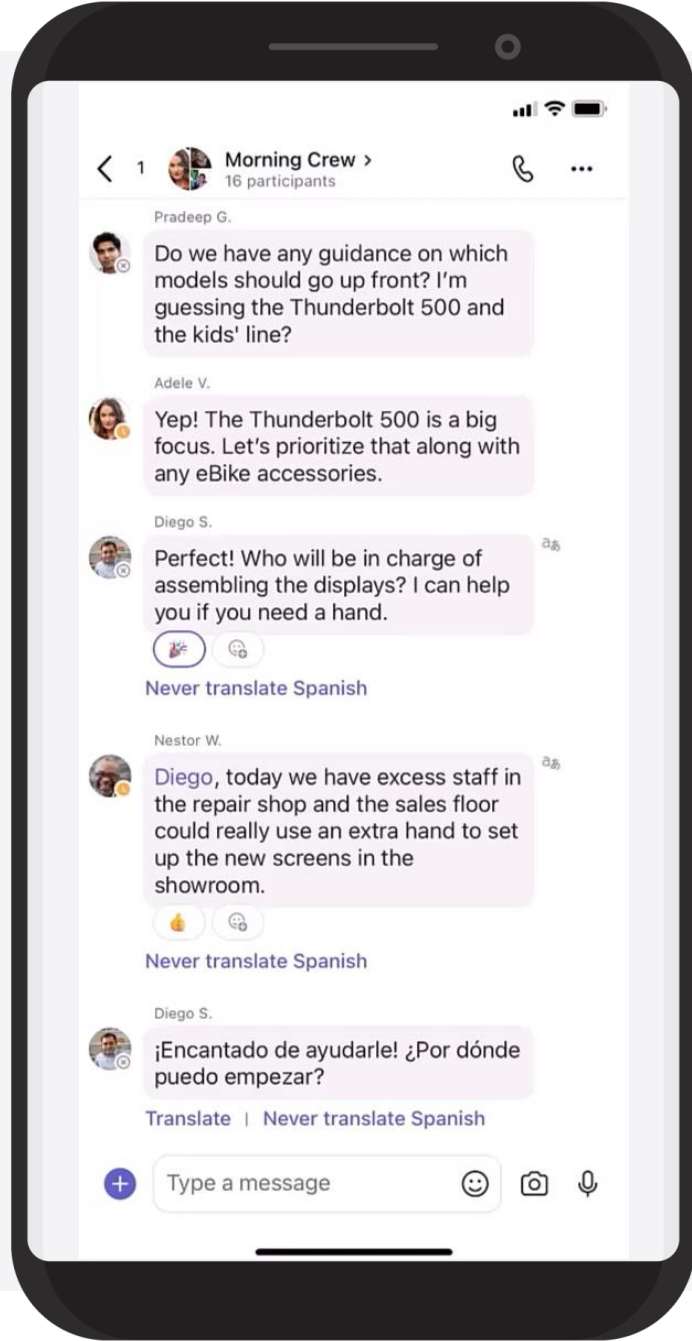 1
Morning Crew >
16 participants
Pradeep G.
Do we have any guidance on which
models should go up front? I’m
guessing the Thunderbolt 500 and
the kids' line?
Adele V.
Yep! The Thunderbolt 500 is a big
focus. Let’s prioritize that along with
any eBike accessories.
Diego S.
Perfect! Who will be in charge of
assembling the displays? I can help
you if you need a hand.
Never translate Spanish
Nestor W.
Diego, today we have excess staff in
the repair shop and the sales floor
could really use an extra hand to set
up the new screens in the
showroom.
Never translate Spanish
Diego S.
¡Encantado de ayudarle! ¿Por dónde
puedo empezar?
Translate | Never translate Spanish
Type a message